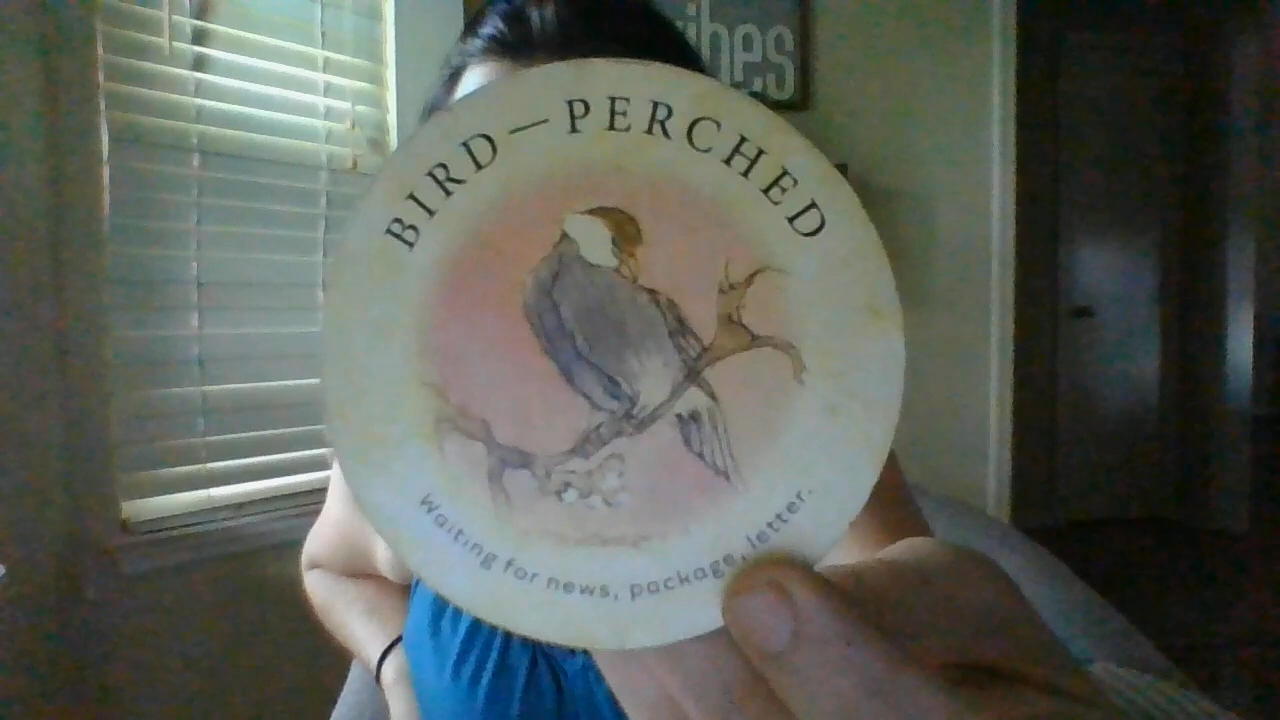 BIRD—PERCHED
Waiting for news, package, letter.